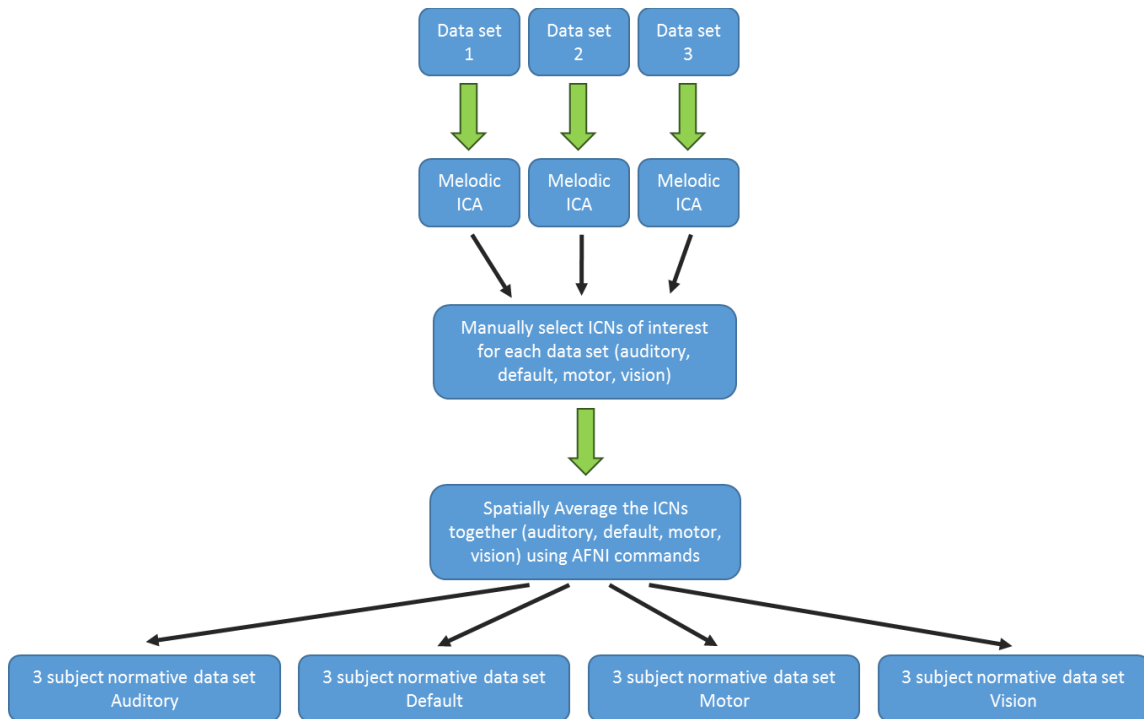 Data set
1
Data set
2
Data set
3
Melodic
ICA
Melodic
ICA
Melodic
ICA
Manually select ICNs of interest
for each data set (auditory,
default, motor, vision)
Spatially Average the ICNs
together (auditory, default, motor,
vision) using AFNI commands
3 subject normative data set
Auditory
3 subject normative data set
Default
3 subject normative data set
Motor
3 subject normative data set
Vision